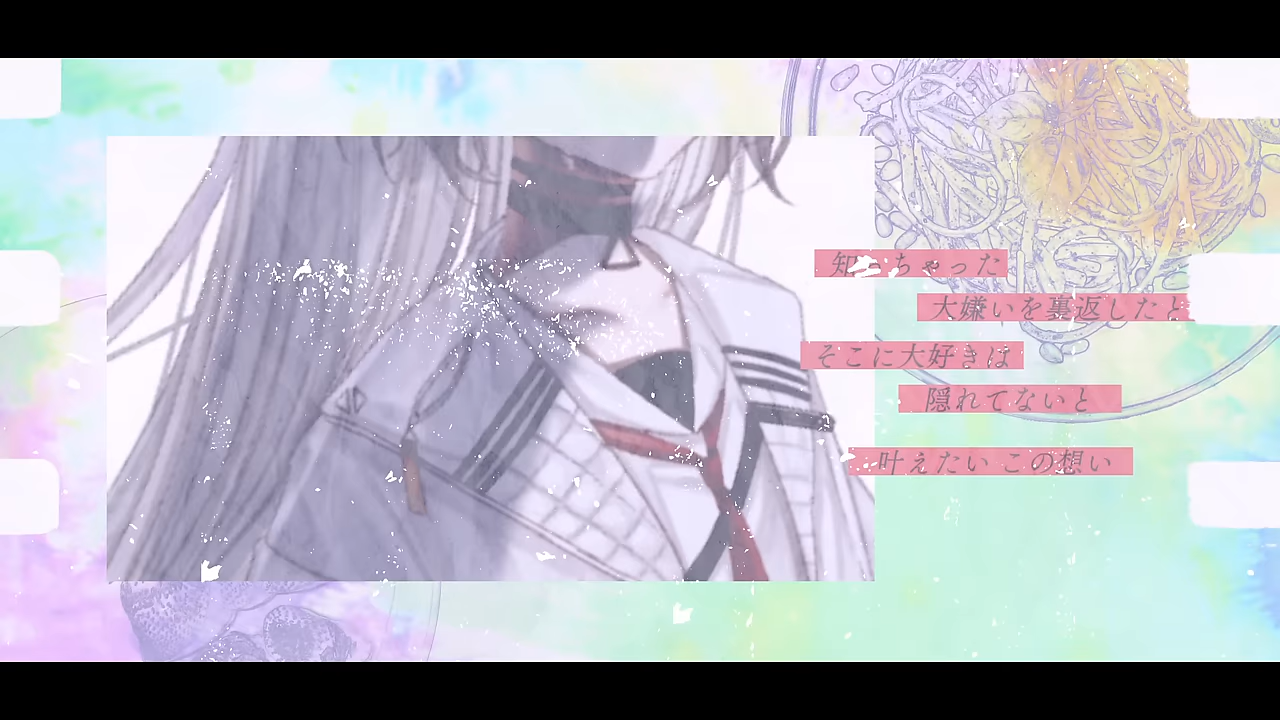 知っちゃった
大嫌いを裏返したと
そこに大好きは
隠れてないと
叶えたい この想い